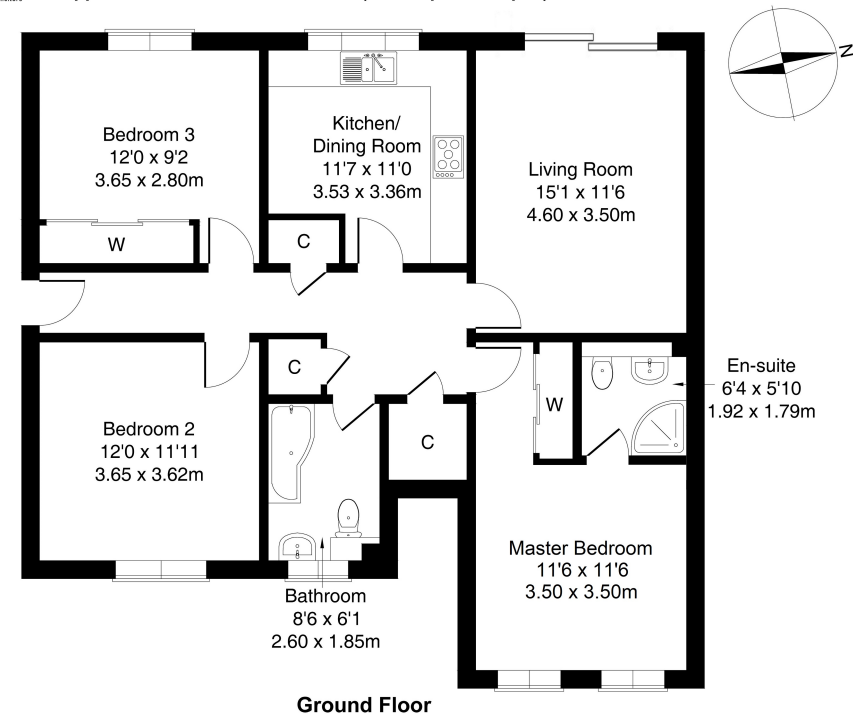 N
Bedroom 3
12'0 x 9'2
3.65 x 2.80m
W
Kitchen/
Dining Room
11'7 x 11'0
3.53 x 3.36m
C
Living Room
15'1 x 11'6
4.60 x 3.50m
C
C
W
En-suite
6'4 x 5'10
1.92 x 1.79m
Bedroom 2
12'0 x 11'11
3.65 x 3.62m
Master Bedroom
11'6 x 11'6
3.50 x 3.50m
Bathroom
8'6 x 6'1
2.60 x 1.85m
Ground Floor